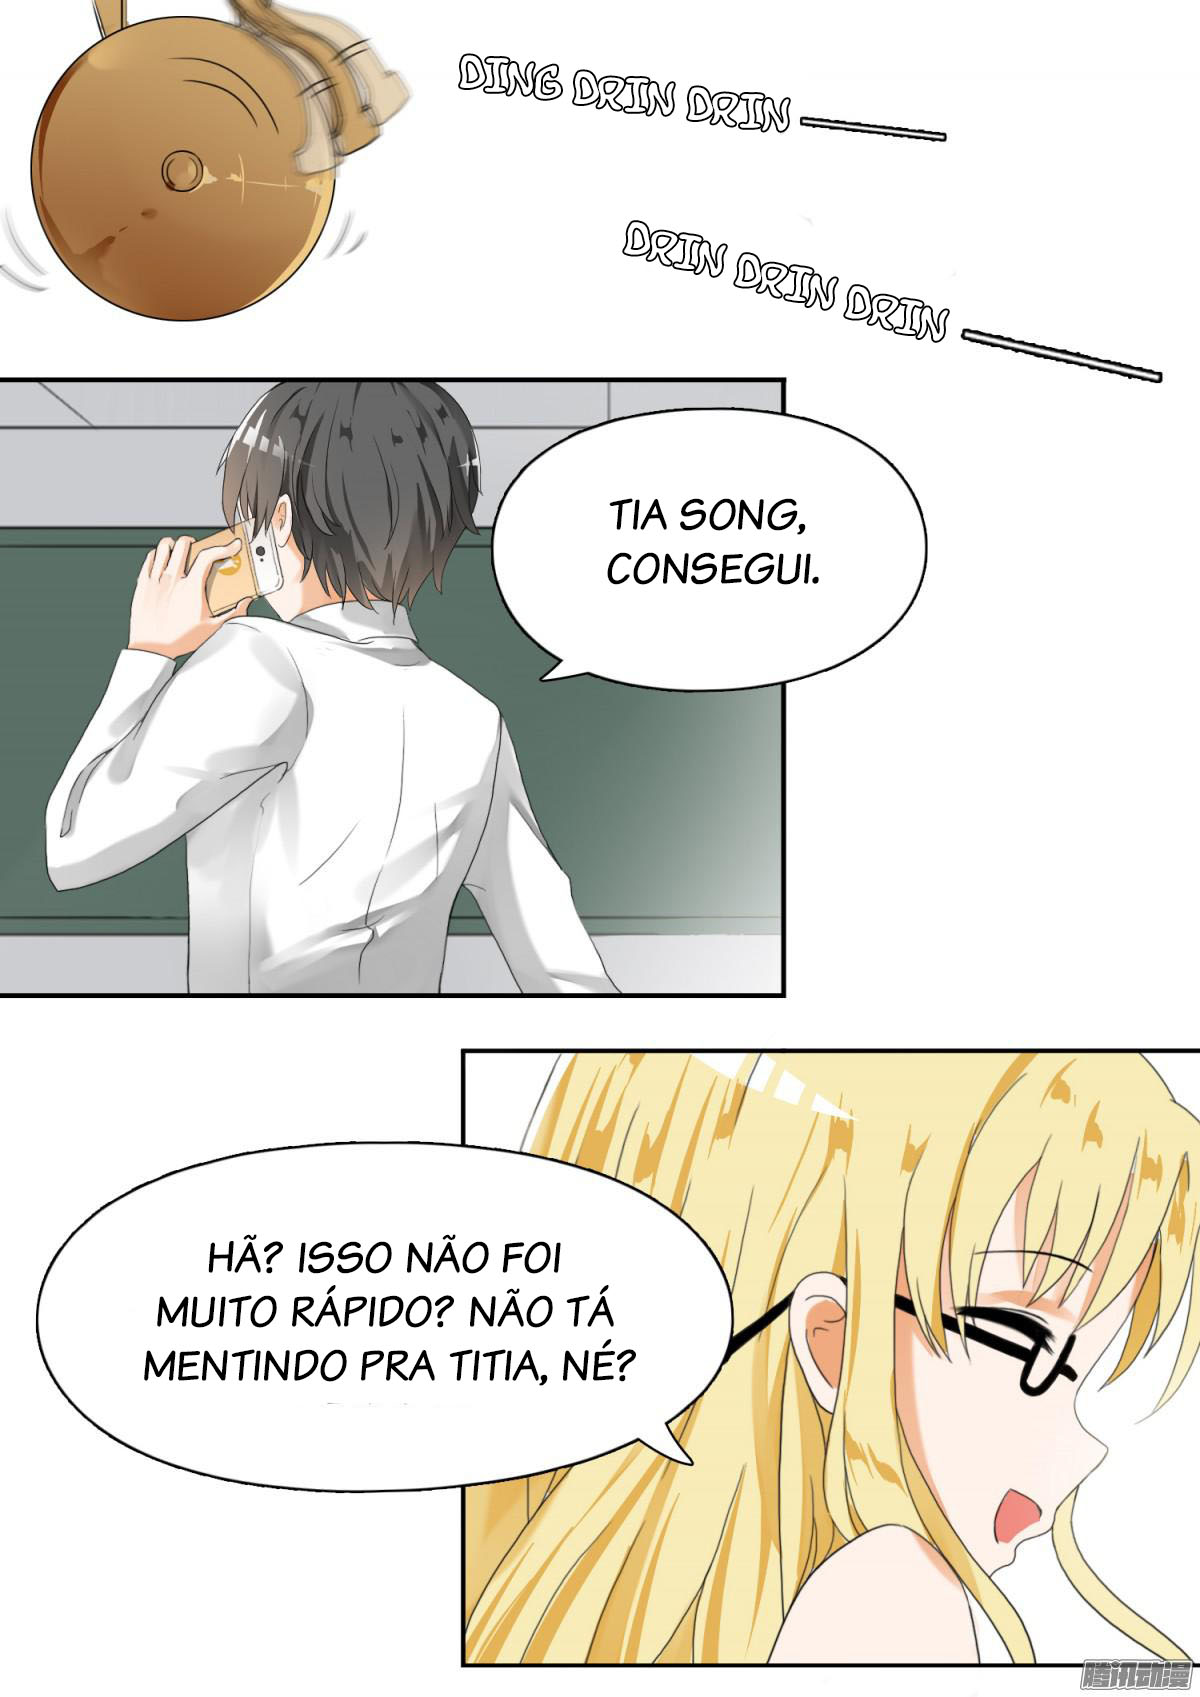 DING DRIN DRIN
DRIN DRIN DRIN
TIA SONG,
CONSEGUI.
HÃ? ISSO NÃO FOI
MUITO RÁPIDO? NÃO TÁ
MENTINDO PRA TITIA, NÉ?
腾讯动漫